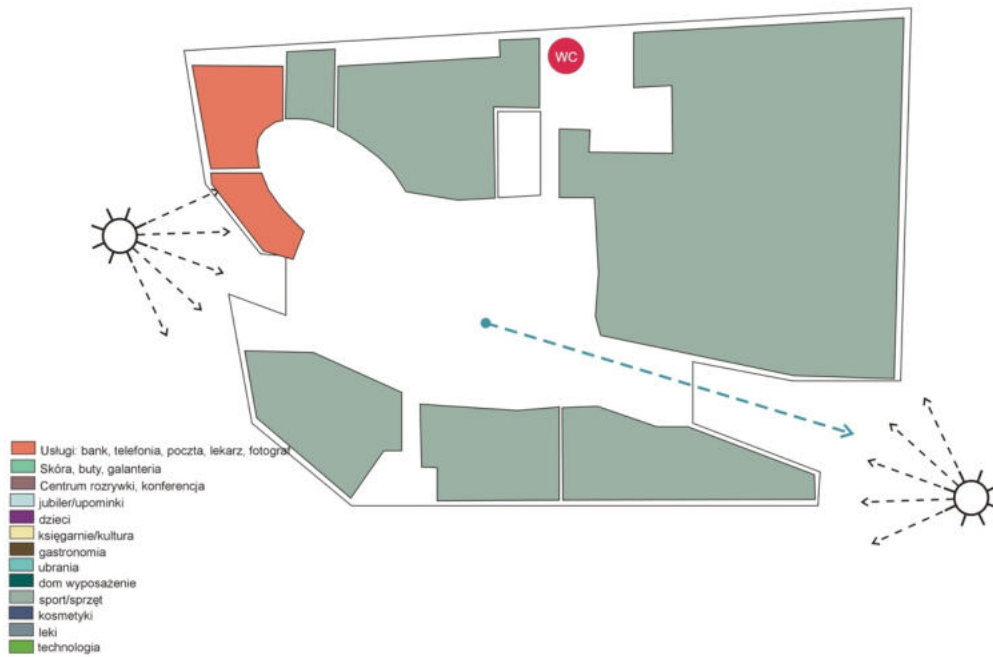 WC
Usługi: bank, telefonia, poczta, lekarz, fotograf
Skóra, buty, galanteria
Centrum rozrywki, konferencja
jubiler/upominki
dzieci
księgarnie/kultura
gastronomia
ubrania
dom wyposażenie
sport/sprzęt
kosmetyki
leki
technologia